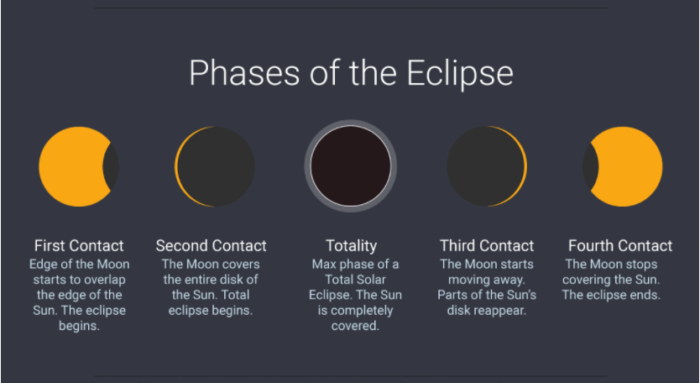 Phases of the Eclipse
First Contact
Edge of the Moon
starts to overlap
the edge of the
Sun. The eclipse
begins.
Second Contact
The Moon covers
the entire disk of
the Sun. Total
eclipse begins.
Totality
Max phase of a
Total Solar
Eclipse. The Sun
is completely
covered.
Third Contact
The Moon starts
moving away.
Parts of the Sun's
disk reappear.
Fourth Contact
The Moon stops
covering the Sun.
The eclipse ends.